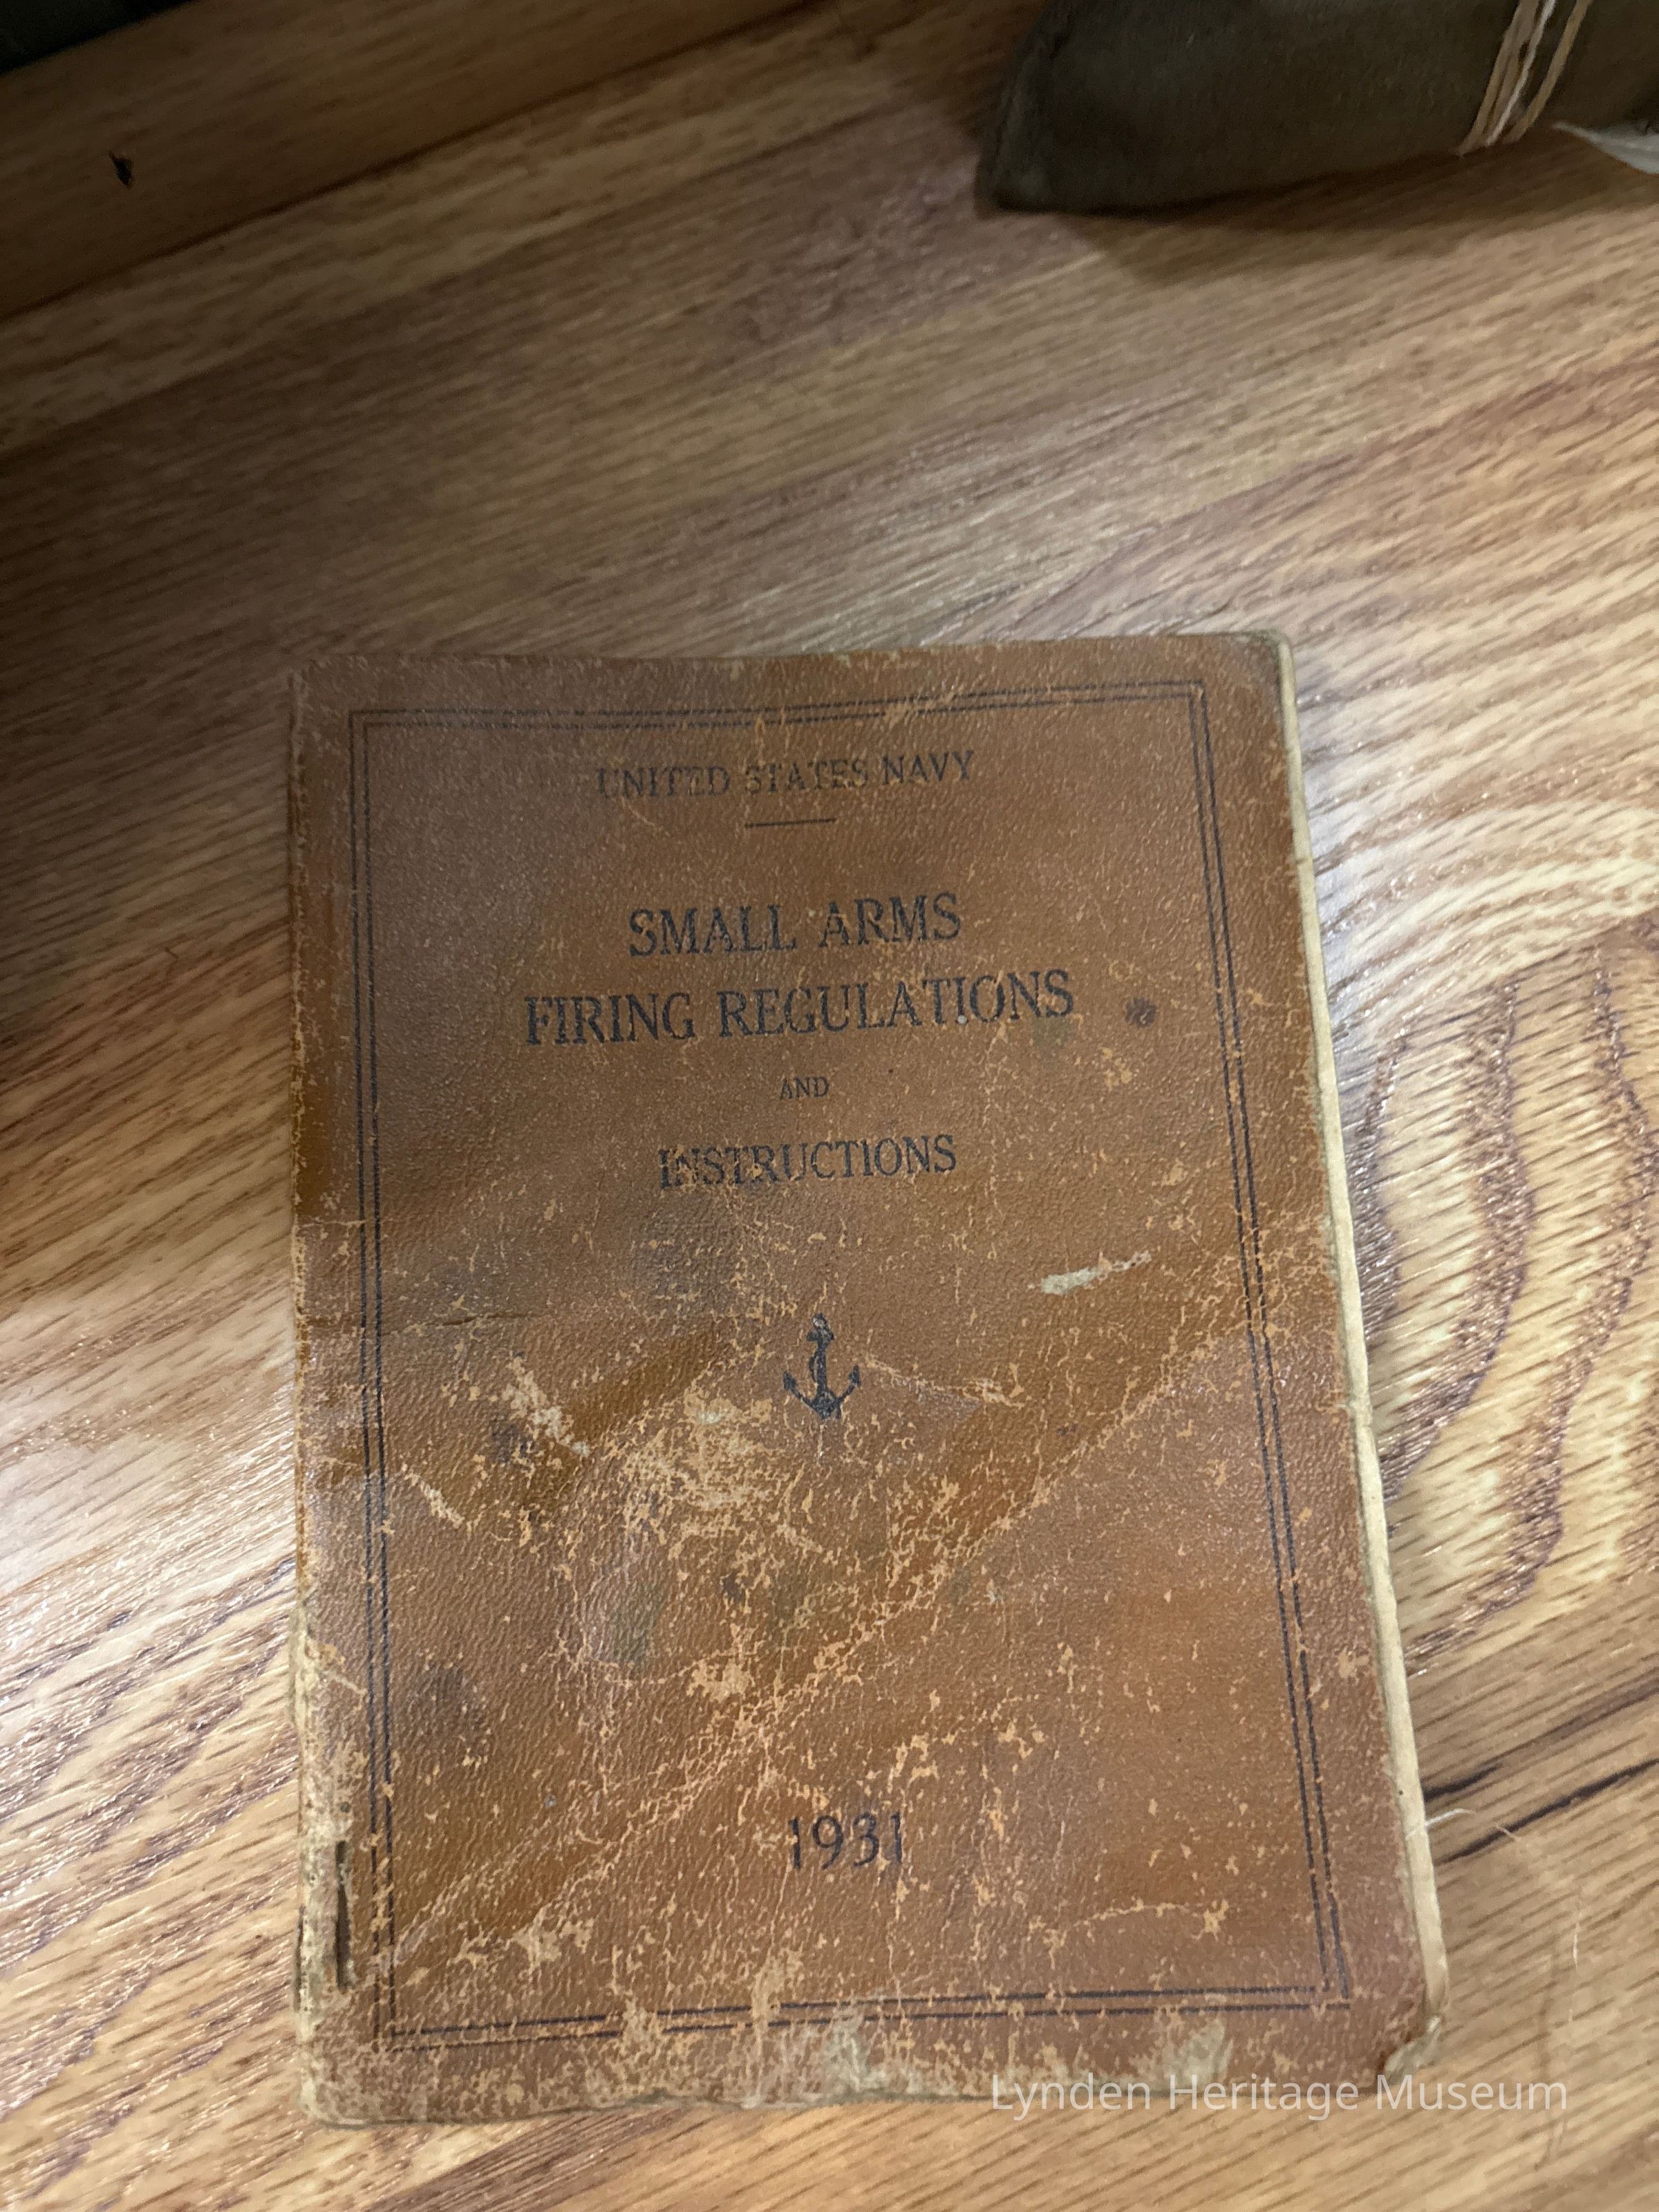 UNITED STATES NAVY
SMALL ARMS
FIRING REGULATIONS
AND
INSTRUCTIONS
1931
Lynden Heritage Museum